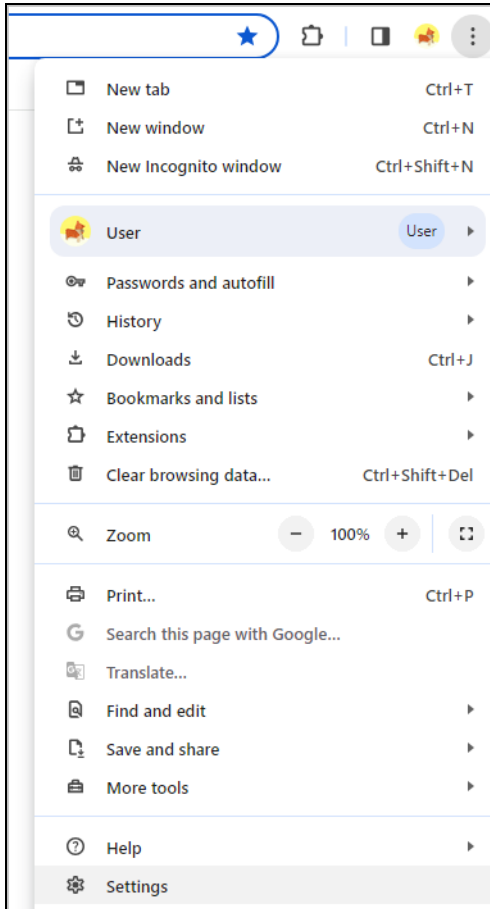 New tab Ctrl+T
New window Ctrl+N
New Incognito window Ctrl+Shift+N
User User
Passwords and autofill
History
Downloads Ctrl+J
Bookmarks and lists
Extensions
Clear browsing data... Ctrl+Shift+Del
Zoom − 100% +
Print... Ctrl+P
G Search this page with Google...
Translate...
Find and edit
Save and share
More tools
Help
Settings